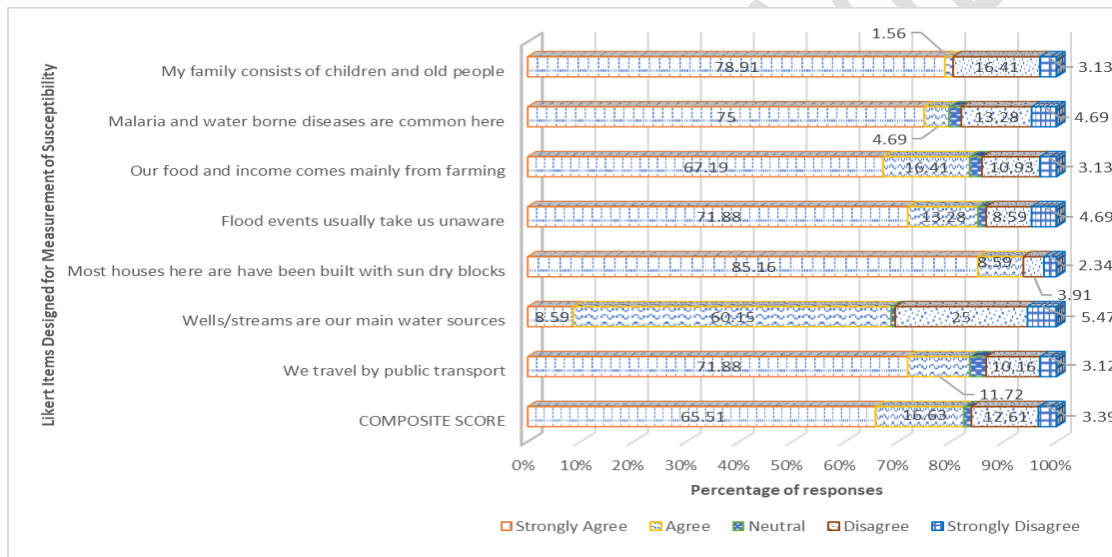 1.56
My family consists of children and old people
78.91
16.41
3.13
Malaria and water borne diseases are common here
75
13.28
4.69
4.69
Our food and income comes mainly from farming
67.19
16.41
10.93
3.13
Flood events usually take us unaware
71.88
13.28
8.59
4.69
Most houses here are have been built with sun dry blocks
85.16
8.59
2.34
3.91
Wells/streams are our main water sources
8.59
60.15
25
5.47
We travel by public transport
71.88
10.16
3.12
11.72
COMPOSITE SCORE
65.51
16.63
12.61
3.39
0% 10% 20% 30% 40% 50% 60% 70% 80% 90% 100%
Percentage of responses
Likert Items Designed for Measurement of Susceptibility
Strongly Agree Agree Neutral Disagree Strongly Disagree